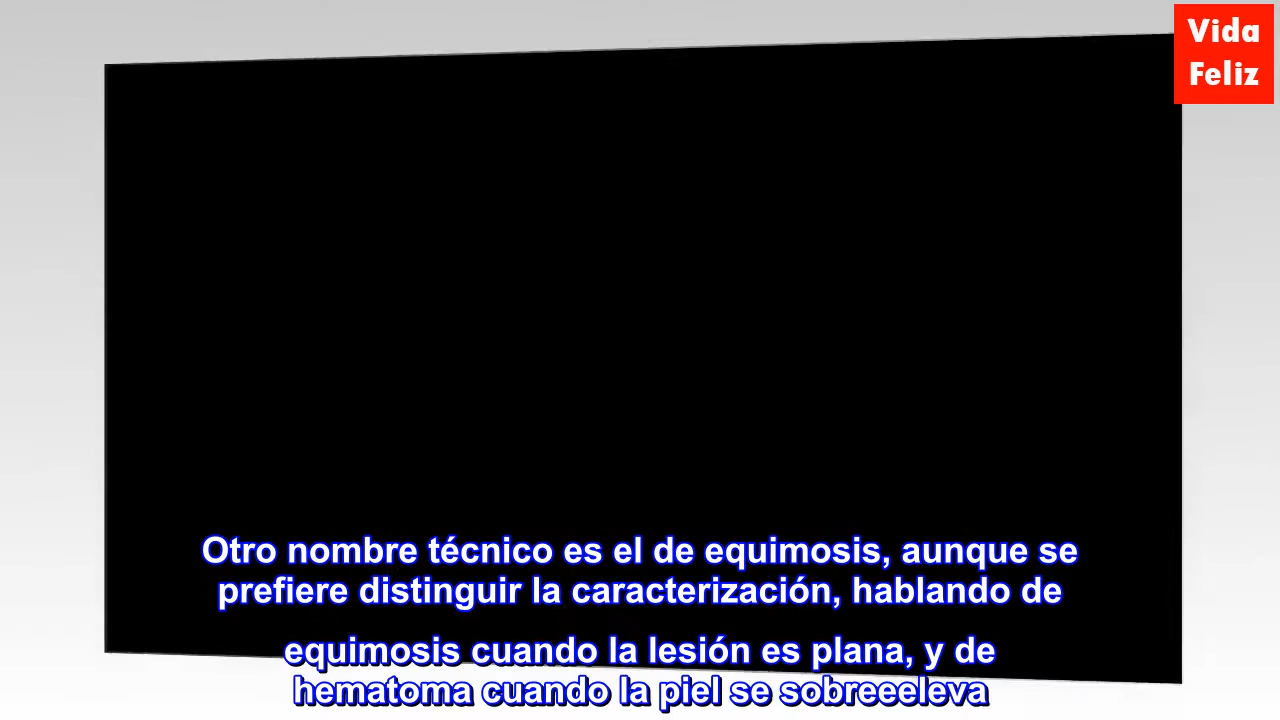 Vida
Feliz
Otro nombre técnico es el de equimosis, aunque se
prefiere distinguir la caracterización, hablando de
equimosis cuando la lesión es plana, y de
hematoma cuando la piel se sobreeeleva